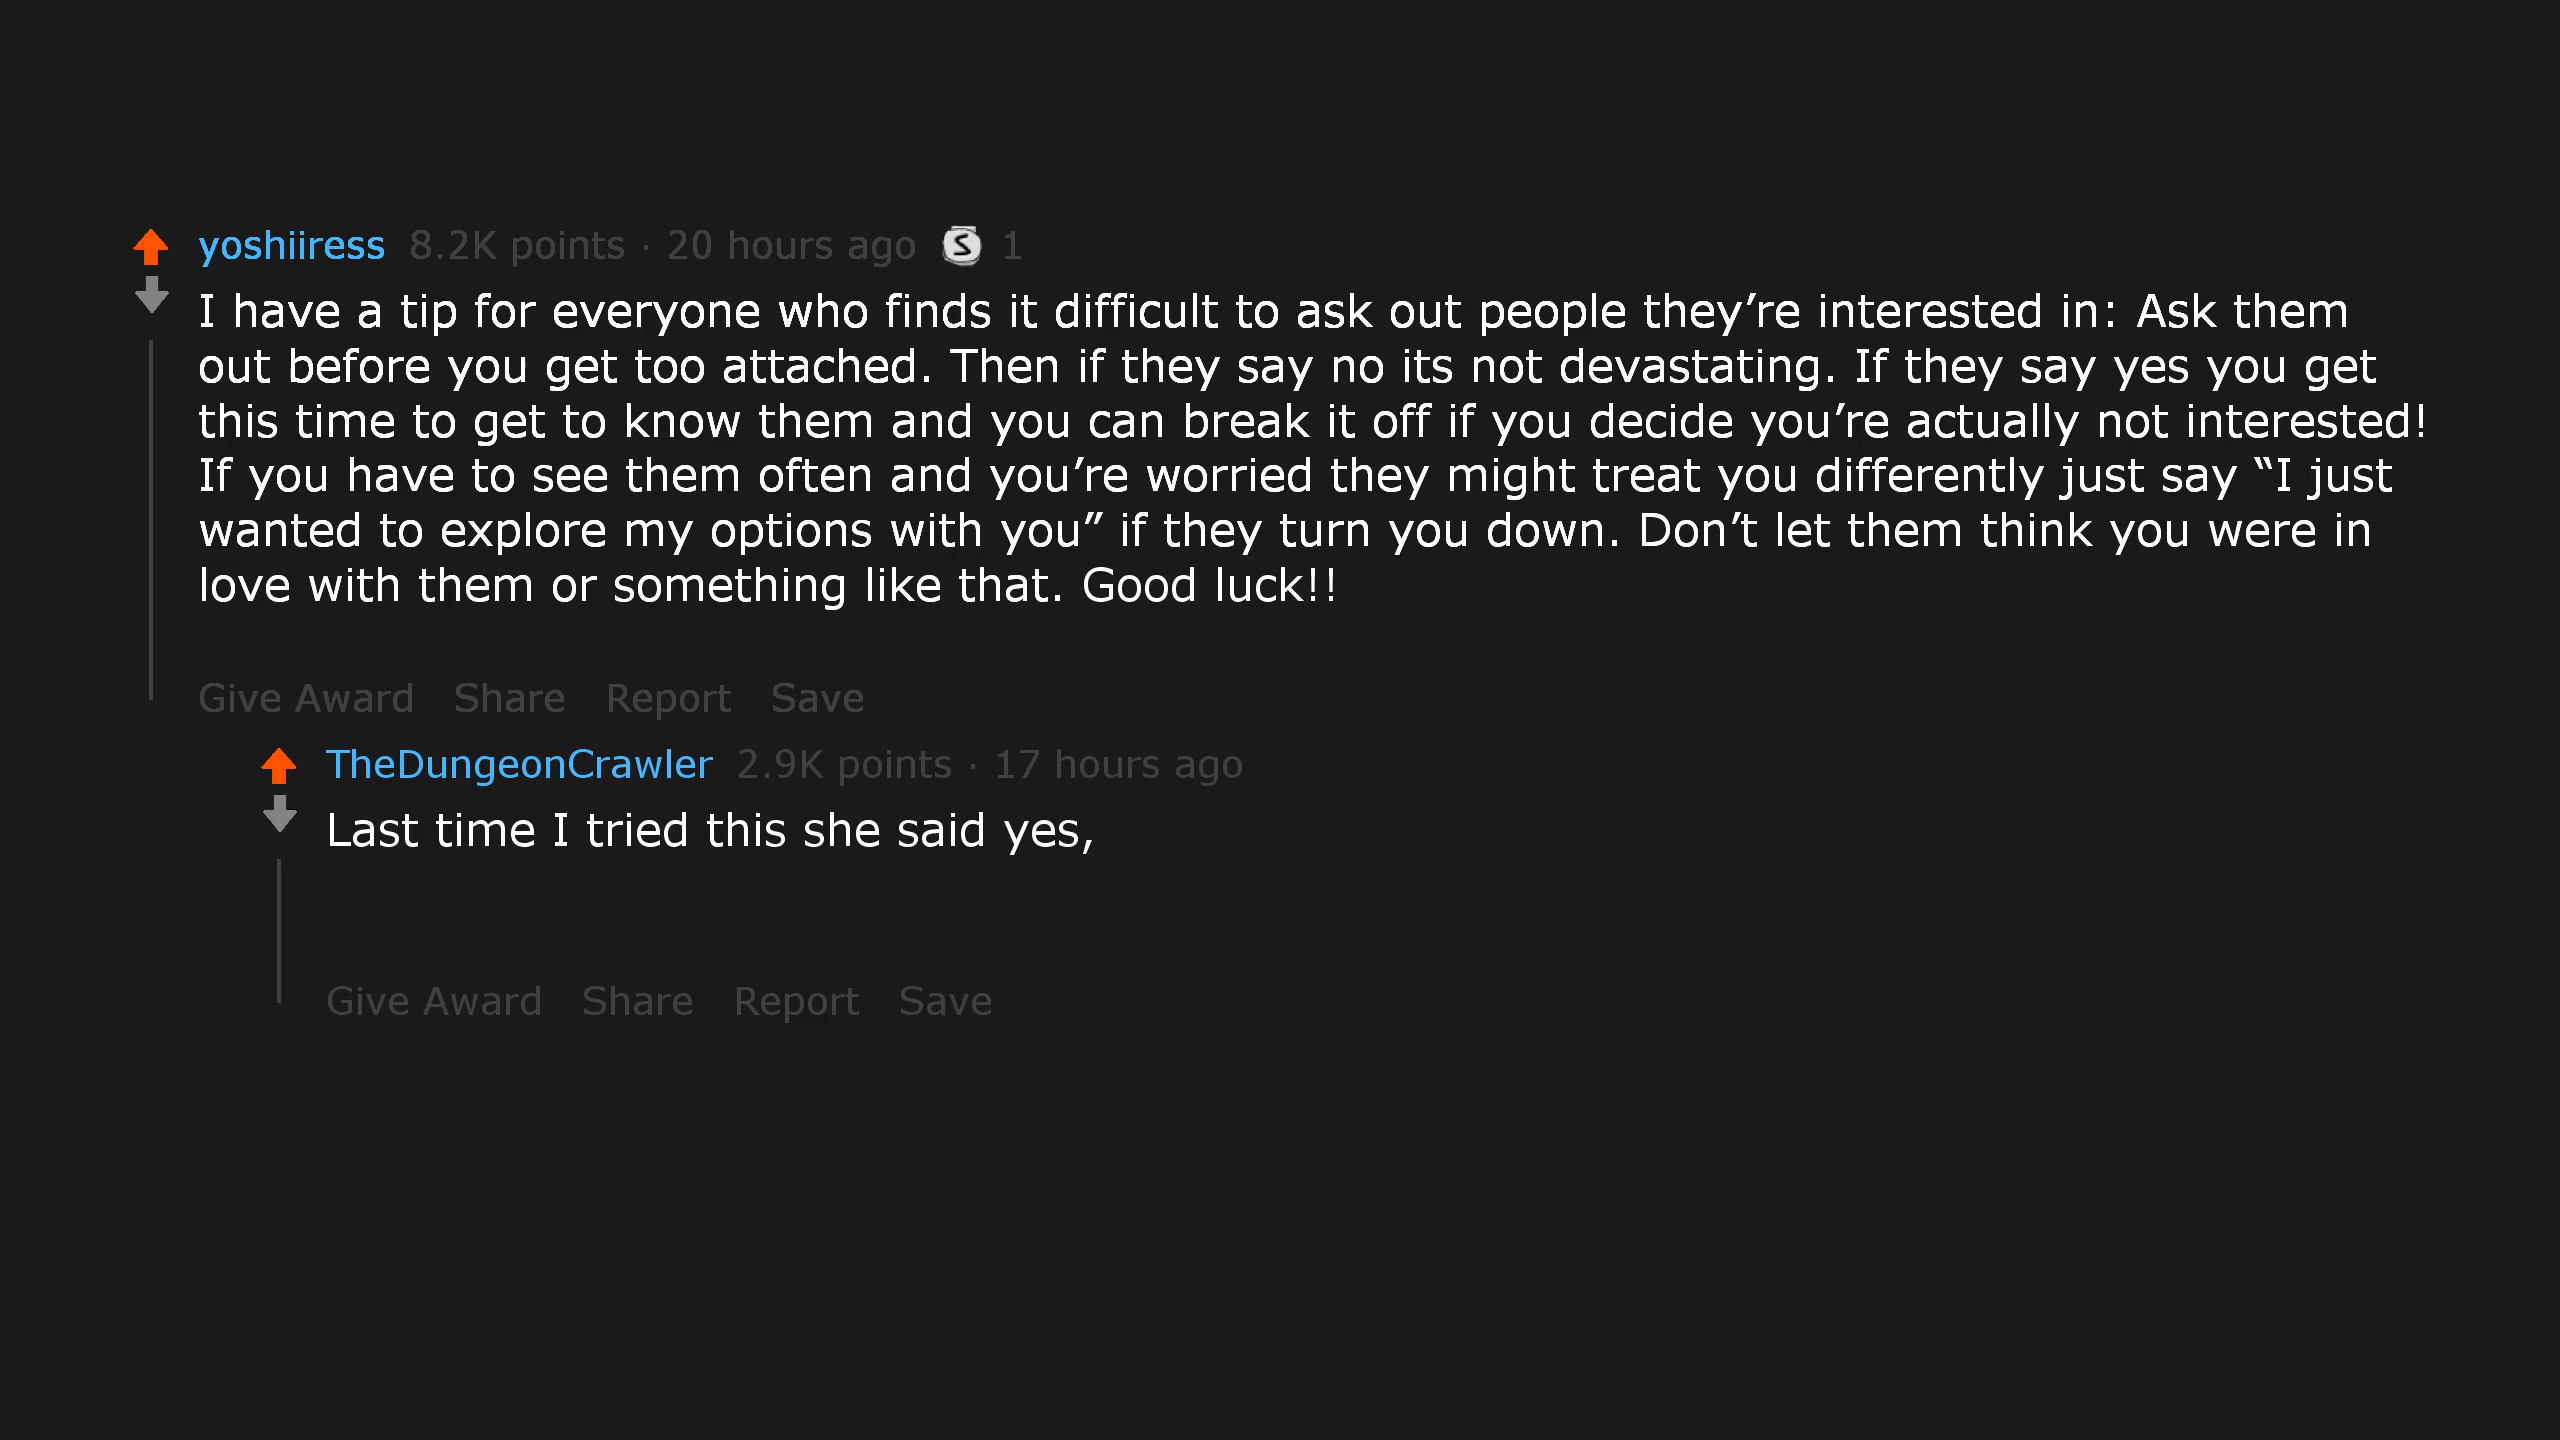 yoshiiress 8.2K points · 20 hours ago S 1
I have a tip for everyone who finds it difficult to ask out people they’re interested in: Ask them
out before you get too attached. Then if they say no its not devastating. If they say yes you get
this time to get to know them and you can break it off if you decide you’re actually not interested!
If you have to see them often and you’re worried they might treat you differently just say “I just
wanted to explore my options with you” if they turn you down. Don’t let them think you were in
love with them or something like that. Good luck!!
Give Award Share Report Save
TheDungeonCrawler 2.9K points · 17 hours ago
Last time I tried this she said yes,
Give Award Share Report Save